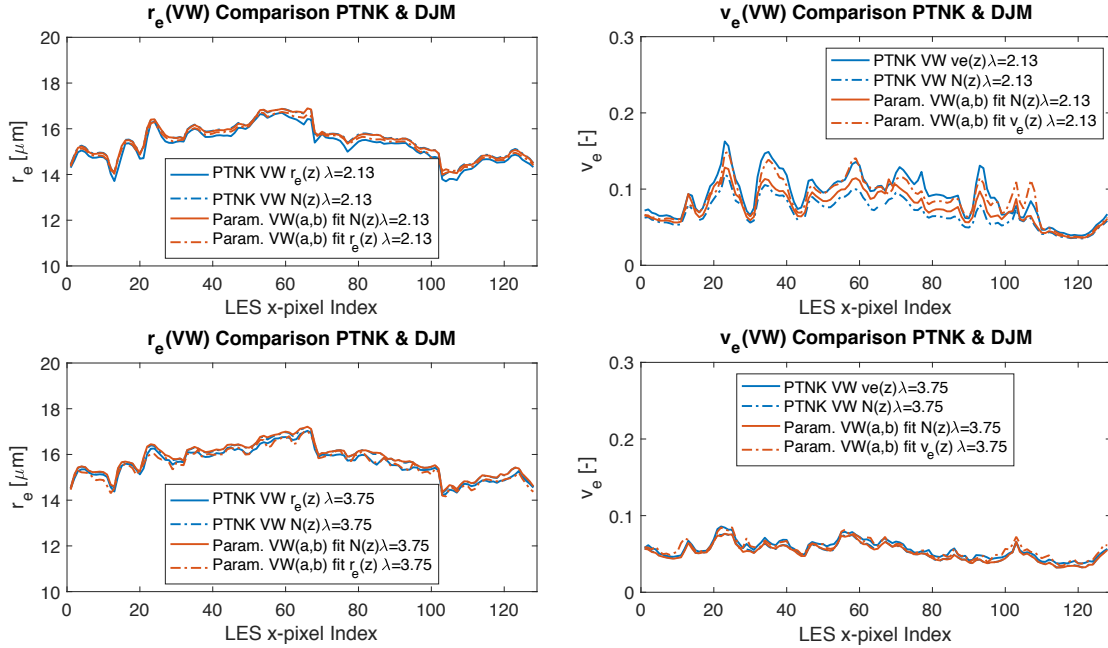 r_e(VW) Comparison PTNK & DJM
20
18
16
14
12
10
r_e [μm]
PTNK VW r_e(z) λ=2.13
PTNK VW N(z)λ=2.13
Param. VW(a,b) fit N(z)λ=2.13
Param. VW(a,b) fit r_e(z) λ=2.13
0 20 40 60 80 100 120
LES x-pixel Index
v_e(VW) Comparison PTNK & DJM
0.3
0.2
0.1
0
v_e [-]
PTNK VW ve(z)λ=2.13
PTNK VW N(z)λ=2.13
Param. VW(a,b) fit N(z)λ=2.13
Param. VW(a,b) fit v_e(z) λ=2.13
0 20 40 60 80 100 120
LES x-pixel Index
r_e(VW) Comparison PTNK & DJM
20
18
16
14
12
10
r_e [μm]
PTNK VW r_e(z) λ=3.75
PTNK VW N(z)λ=3.75
Param. VW(a,b) fit N(z)λ=3.75
Param. VW(a,b) fit r_e(z) λ=3.75
0 20 40 60 80 100 120
LES x-pixel Index
v_e(VW) Comparison PTNK & DJM
0.3
0.2
0.1
0
v_e [-]
PTNK VW ve(z)λ=3.75
PTNK VW N(z)λ=3.75
Param. VW(a,b) fit N(z)λ=3.75
Param. VW(a,b) fit v_e(z) λ=3.75
0 20 40 60 80 100 120
LES x-pixel Index